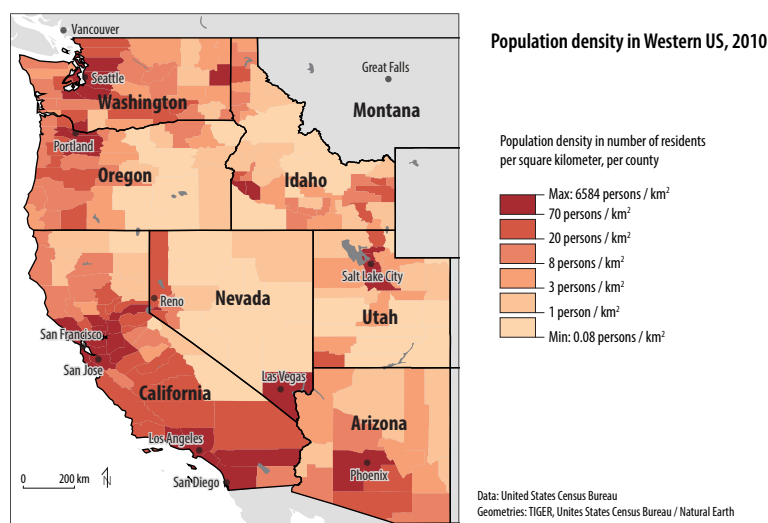 Population density in Western US, 2010
Vancouver
Seattle
Washington
Great Falls
Montana
Portland
Oregon
Idaho
Salt Lake City
Nevada
Reno
Utah
San Francisco
San Jose
California
Las Vegas
Arizona
Los Angeles
Phoenix
San Diego
0 200 km
N
Population density in number of residents
per square kilometer, per county
Max: 6584 persons / km²
70 persons / km²
20 persons / km²
8 persons / km²
3 persons / km²
1 person / km²
Min: 0.08 persons / km²
Data: United States Census Bureau
Geometries: TIGER, Unites States Census Bureau / Natural Earth